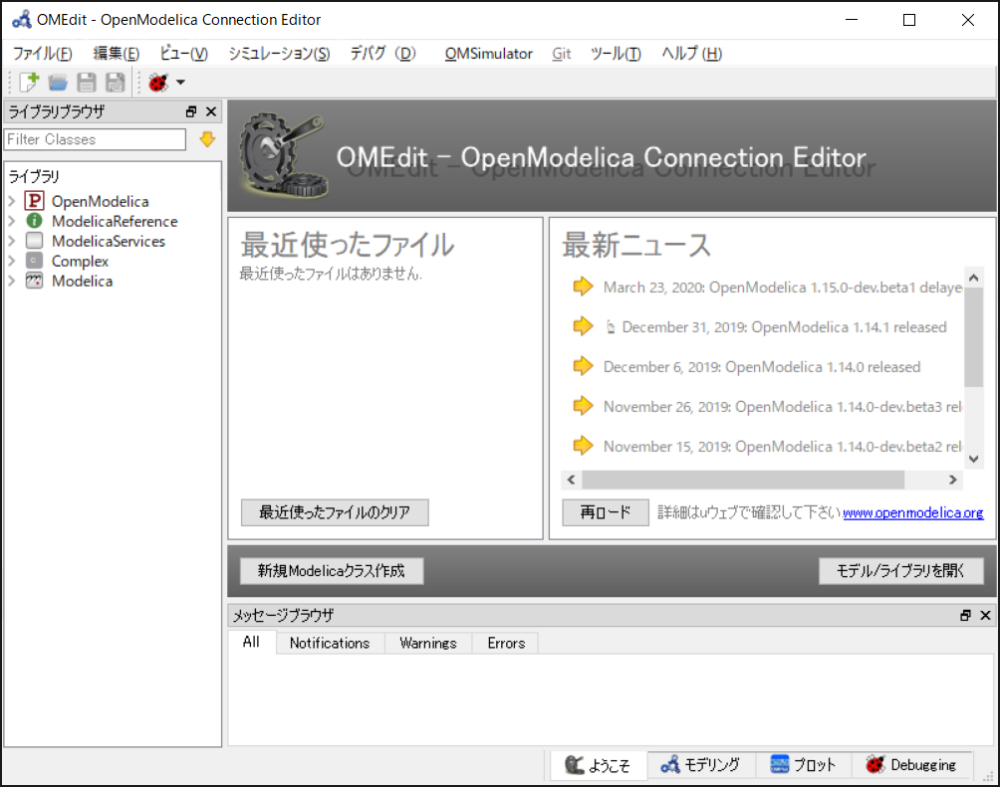 OMEdit - OpenModelica Connection Editor
ファイル(F) 編集(E) ビュー(V) シミュレーション(S) デバグ (D) OMSimulator Git ツール(T) ヘルプ (H)
ライブラリブラウザ
Filter Classes
ライブラリ
OpenModelica
ModelicaReference
ModelicaServices
Complex
Modelica
OMEdit - OpenModelica Connection Editor
最近使ったファイル
最近使ったファイルはありません.
最近使ったファイルのクリア
最新ニュース
March 23, 2020: OpenModelica 1.15.0-dev.beta1 delaye
December 31, 2019: OpenModelica 1.14.1 released
December 6, 2019: OpenModelica 1.14.0 released
November 26, 2019: OpenModelica 1.14.0-dev.beta3 rel
November 15, 2019: OpenModelica 1.14.0-dev.beta2 rel
再ロード 詳細はuウェブで確認して下さい www.openmodelica.org
新規Modelicaクラス作成 モデル/ライブラリを開く
メッセージブラウザ
All Notifications Warnings Errors
ようこそ モデリング プロット Debugging